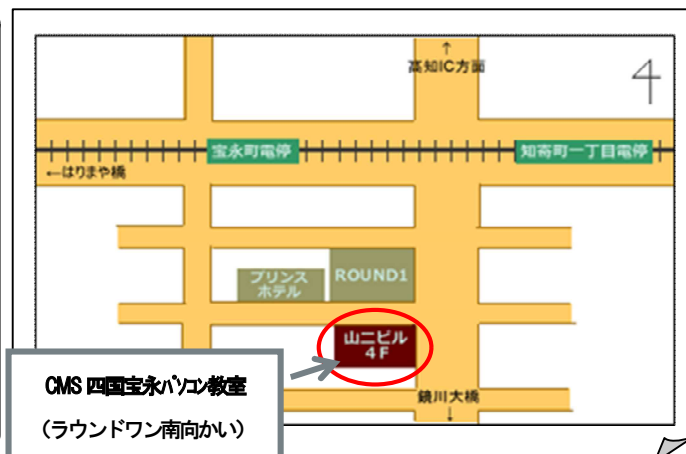 ↑
高知IC方面
宝永町電停
知寄町一丁目電停
←はりまや橋
プリンス
ホテル
ROUND1
山二ビル
4F
CMS 四国宝永パソコン教室
(ラウンドワン南向かい)
鏡川大橋
↓